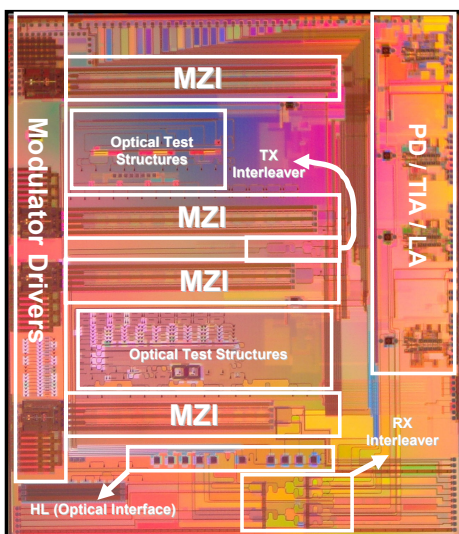 MZI
Optical Test
Structures
TX
Interleaver
MZI
MZI
Optical Test Structures
MZI
Modulator Drivers
PD / TIA / LA
RX
Interleaver
HL (Optical Interface)